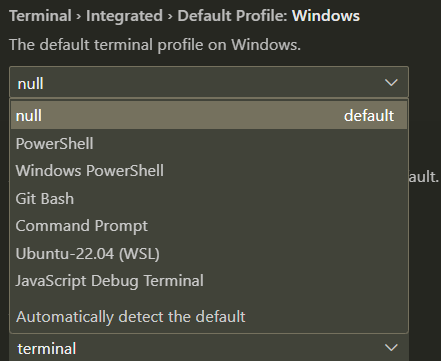 Terminal › Integrated › Default Profile: Windows
The default terminal profile on Windows.
null
null default
PowerShell
Windows PowerShell
ault.
Git Bash
Command Prompt
Ubuntu-22.04 (WSL)
JavaScript Debug Terminal
Automatically detect the default
terminal